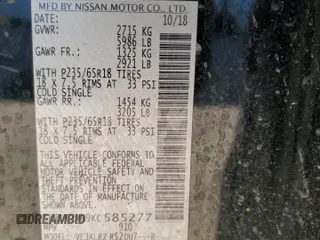 MFD BY NISSAN MOTOR CO., LTD.
DATE: 10/18
GVWR: 2715 KG
5986 LB
GAWR FR.: 1325 KG
2921 LB
WITH P235/65R18 TIRES
18 X 7.5 RIMS AT 33 PSI
COLD SINGLE
GAWR RR: 1454 KG
3205 LB
WITH P235/65R18 TIRES
18 X 7.5 RIMS AT 33 PSI
COLD SINGLE
THIS VEHICLE CONFORMS TO
ALL APPLICABLE FEDERAL
MOTOR VEHICLE SAFETY AND
THEFT PREVENTION STANDARDS
IN EFFECT ON THE DATE OF
MANUFACTURE SHOWN ABOVE.
9KC585277
MPV 910
MODEL:
DRIVE